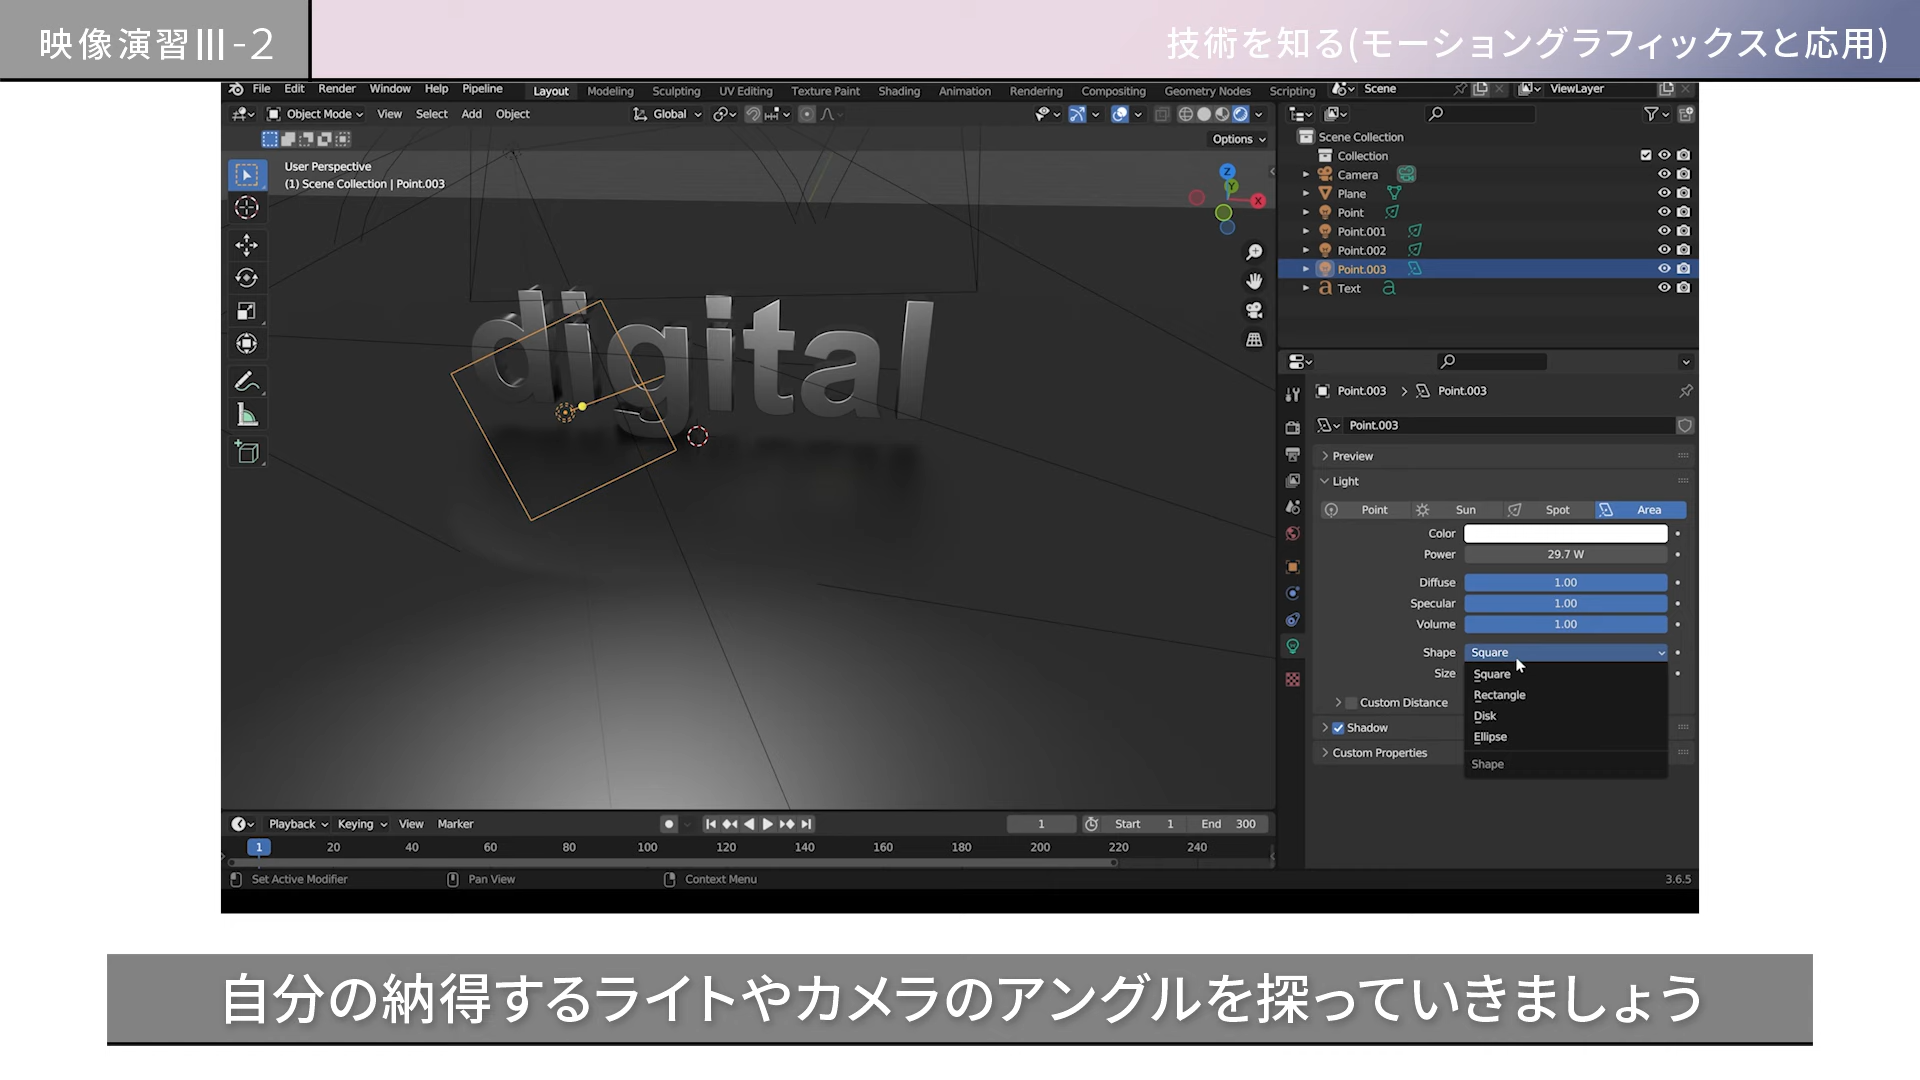 映像演習Ⅲ-2
技術を知る(モーショングラフィックスと応用)
File Edit Render Window Help Pipeline Layout Modeling Sculpting UV Editing Texture Paint Shading Animation Rendering Compositing Geometry Nodes Scripting Scene ViewLayer
Object Mode View Select Add Object Global
Options
User Perspective
(1) Scene Collection | Point.003
Z
Y
X
digital
Scene Collection
Collection
Camera
Plane
Point
Point.001
Point.002
Point.003
Text
Point.003 > Point.003
Point.003
Preview
Light
Point Sun Spot Area
Color
Power 29.7 W
Diffuse 1.00
Specular 1.00
Volume 1.00
Shape Square
Size
Square
Rectangle
Disk
Ellipse
Shape
Custom Distance
Shadow
Custom Properties
Playback Keying View Marker 1 Start 1 End 300
1 20 40 60 80 100 120 140 160 180 200 220 240
Set Active Modifier Pan View Context Menu 3.6.5
自分の納得するライトやカメラのアングルを探っていきましょう